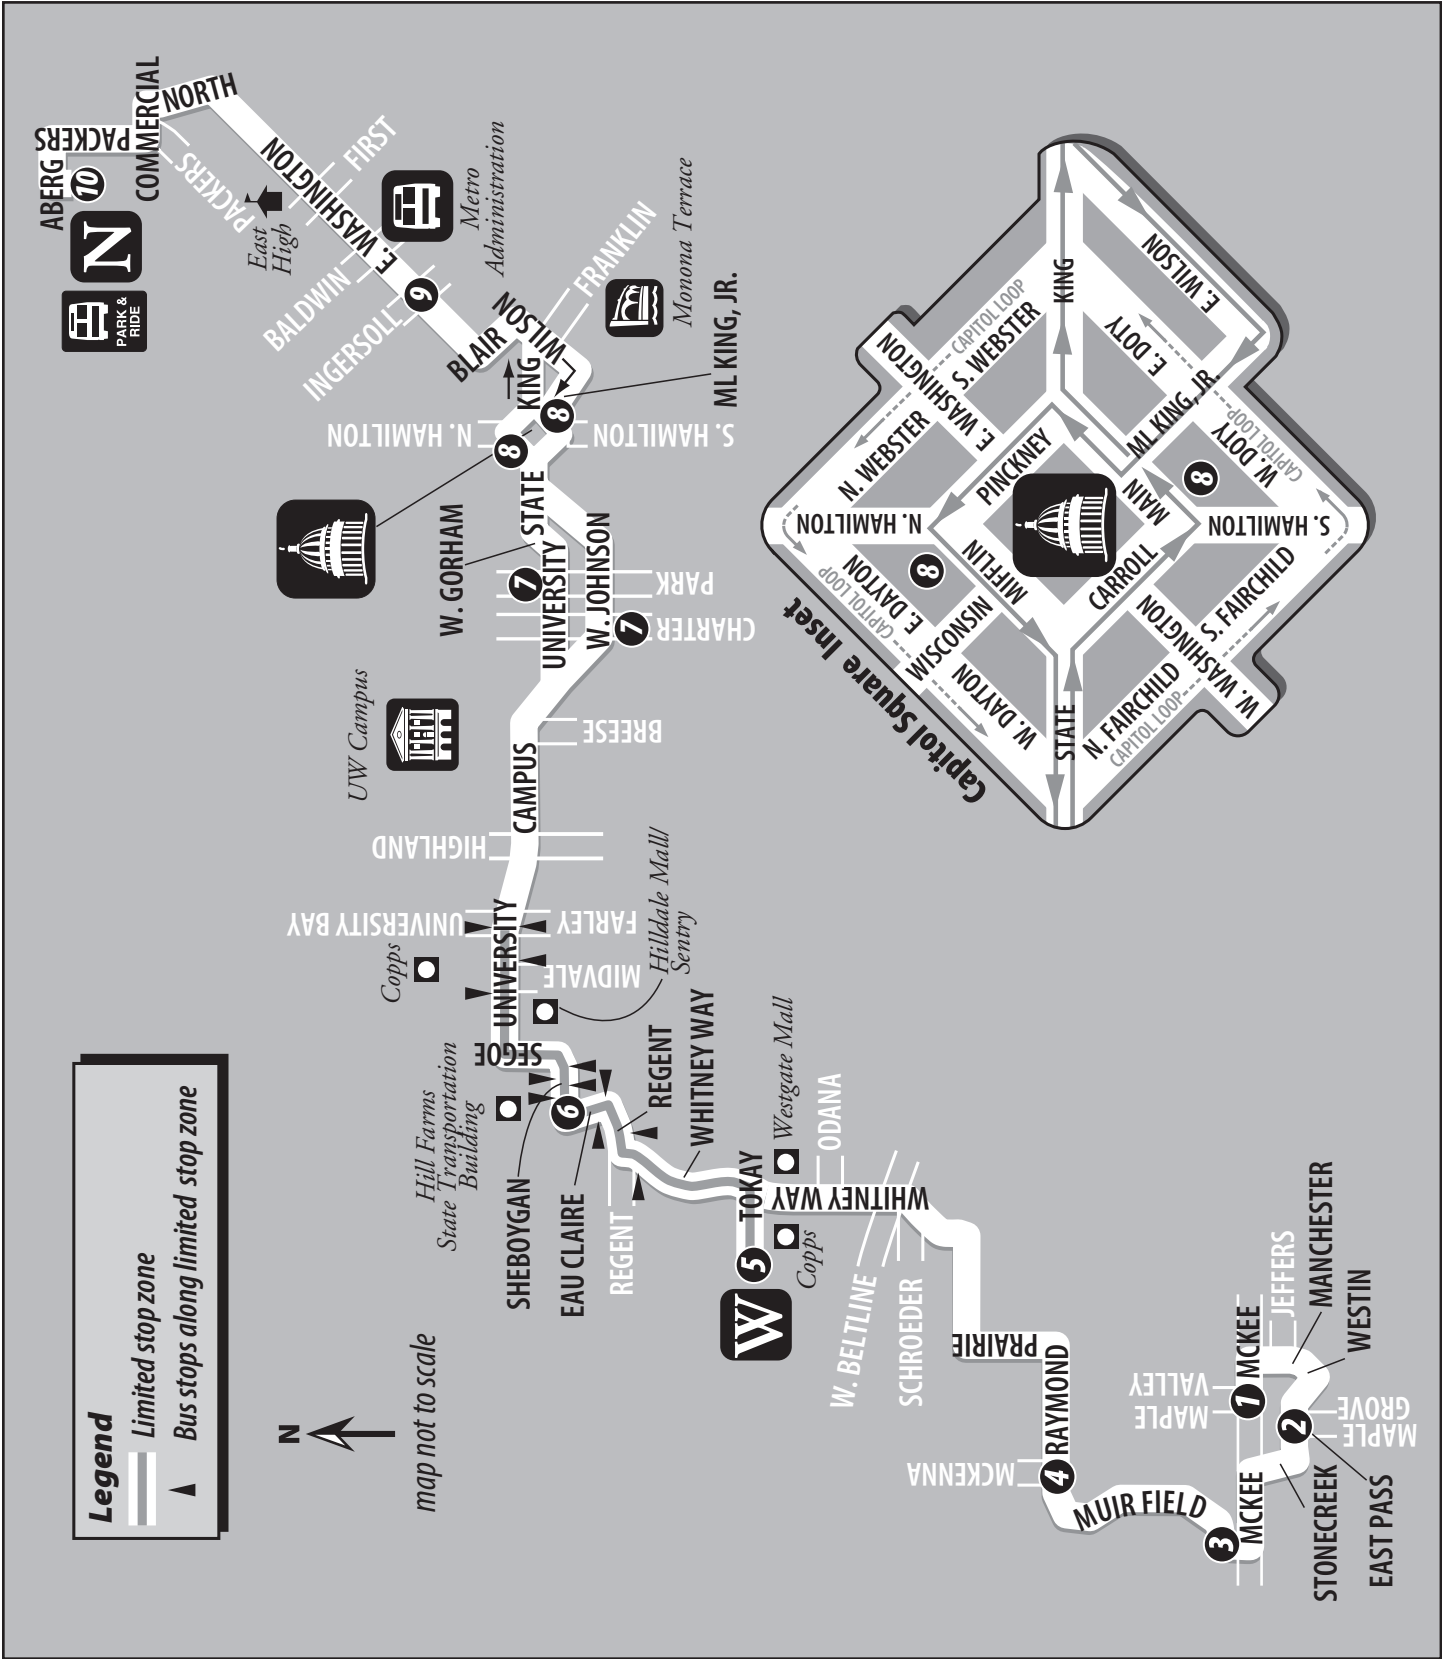 Legend
Limited stop zone
Bus stops along limited stop zone
N
map not to scale
ABERG
PACKERS
COMMERCIAL
NORTH
10
N
PARK &
RIDE
PACKERS
E. WASHINGTON
FIRST
East
High
Metro
Administration
BALDWIN
INGERSOLL
9
BLAIR
WILSON
FRANKLIN
Monona Terrace
KING
ML KING, JR.
8
8
N. HAMILTON
S. HAMILTON
STATE
W. GORHAM
UNIVERSITY
W. JOHNSON
7
7
PARK
CHARTER
UW Campus
BREESE
CAMPUS
HIGHLAND
UNIVERSITY BAY
FARLEY
UNIVERSITY
MIDVALE
Copps
Hilldale Mall/
Sentry
SEGOE
Hill Farms
State Transportation
Building
6
SHEBOYGAN
EAU CLAIRE
REGENT
REGENT
WHITNEY WAY
TOKAY
5
W
Westgate Mall
Copps
WHITNEY WAY
ODANA
W. BELTLINE
SCHROEDER
PRAIRIE
RAYMOND
4
MCKENNA
MUIR FIELD
3
MCKEE
MCKEE
1
MAPLE
VALLEY
JEFFERS
MANCHESTER
WESTIN
2
MAPLE
GROVE
STONECREEK
EAST PASS
Capitol Square Inset
KING
E. WILSON
CAPITOL LOOP
S. WEBSTER
E. DOTY
E. WASHINGTON
N. WEBSTER
PINCKNEY
ML KING, JR.
W. DOTY
CAPITOL LOOP
8
MAIN
N. HAMILTON
S. HAMILTON
8
MIFFLIN
CARROLL
CAPITOL LOOP
E. DAYTON
WISCONSIN
W. DAYTON
STATE
N. FAIRCHILD
CAPITOL LOOP
S. FAIRCHILD
W. WASHINGTON